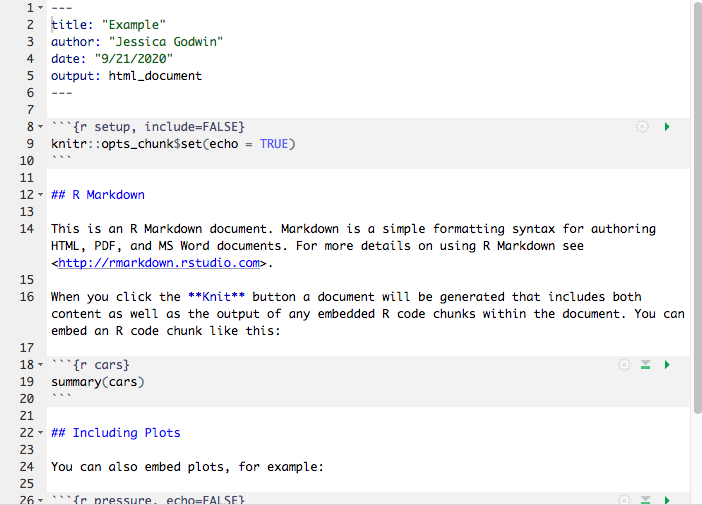 1 ---
2 title: "Example"
3 author: "Jessica Godwin"
4 date: "9/21/2020"
5 output: html_document
6 ---
7
8 ```{r setup, include=FALSE}
9 knitr::opts_chunk$set(echo = TRUE)
10 ```
11
12 ## R Markdown
13
14 This is an R Markdown document. Markdown is a simple formatting syntax for authoring
HTML, PDF, and MS Word documents. For more details on using R Markdown see
<http://rmarkdown.rstudio.com>.
15
16 When you click the **Knit** button a document will be generated that includes both
content as well as the output of any embedded R code chunks within the document. You can
embed an R code chunk like this:
17
18 ```{r cars}
19 summary(cars)
20 ```
21
22 ## Including Plots
23
24 You can also embed plots, for example:
25
26 ```{r pressure, echo=FALSE}